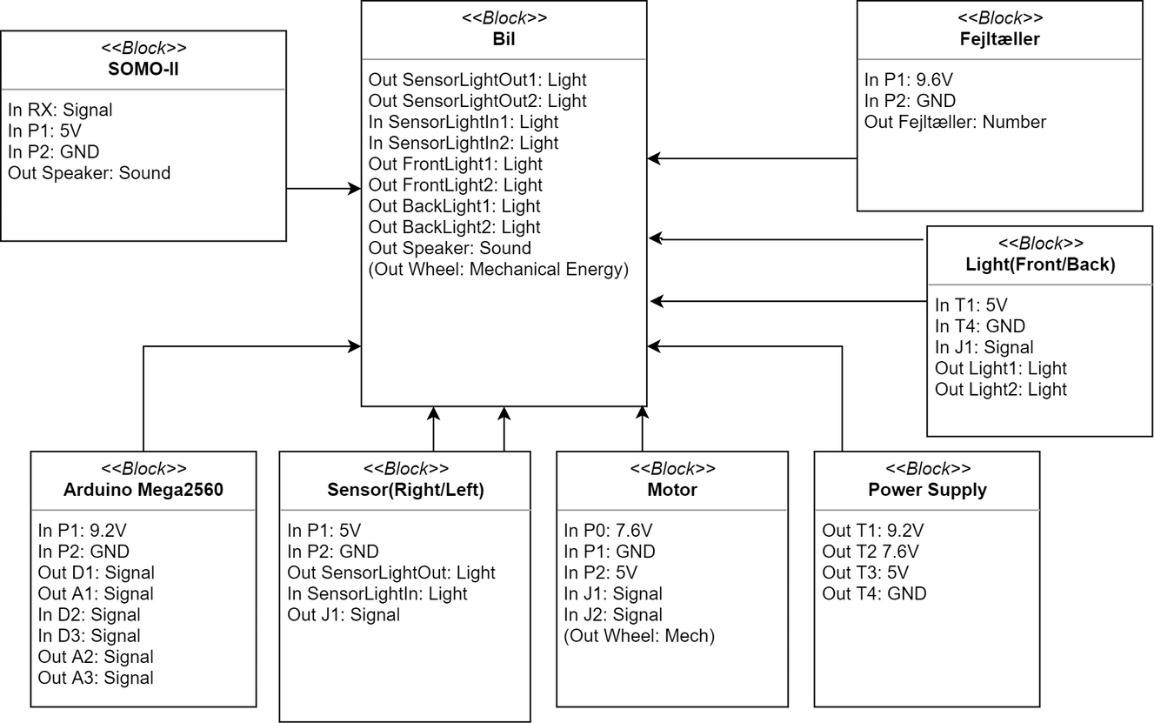 <<Block>>
SOMO-II
In RX: Signal
In P1: 5V
In P2: GND
Out Speaker: Sound
<<Block>>
Bil
Out SensorLightOut1: Light
Out SensorLightOut2: Light
In SensorLightIn1: Light
In SensorLightIn2: Light
Out FrontLight1: Light
Out FrontLight2: Light
Out BackLight1: Light
Out BackLight2: Light
Out Speaker: Sound
(Out Wheel: Mechanical Energy)
<<Block>>
Fejltæller
In P1: 9.6V
In P2: GND
Out Fejltæller: Number
<<Block>>
Light(Front/Back)
In T1: 5V
In T4: GND
In J1: Signal
Out Light1: Light
Out Light2: Light
<<Block>>
Arduino Mega2560
In P1: 9.2V
In P2: GND
Out D1: Signal
Out A1: Signal
In D2: Signal
In D3: Signal
Out A2: Signal
Out A3: Signal
<<Block>>
Sensor(Right/Left)
In P1: 5V
In P2: GND
Out SensorLightOut: Light
In SensorLightIn: Light
Out J1: Signal
<<Block>>
Motor
In P0: 7.6V
In P1: GND
In P2: 5V
In J1: Signal
In J2: Signal
(Out Wheel: Mech)
<<Block>>
Power Supply
Out T1: 9.2V
Out T2 7.6V
Out T3: 5V
Out T4: GND